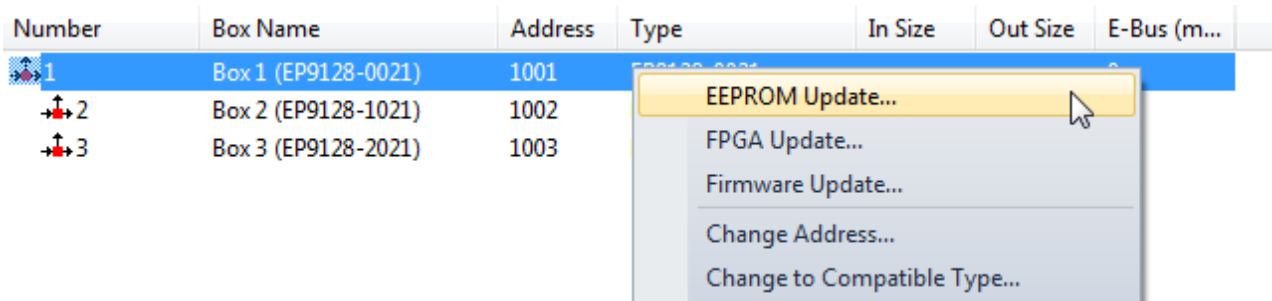 Number Box Name Address Type In Size Out Size E-Bus (m...
1 Box 1 (EP9128-0021) 1001
2 Box 2 (EP9128-1021) 1002
3 Box 3 (EP9128-2021) 1003
EEPROM Update...
FPGA Update...
Firmware Update...
Change Address...
Change to Compatible Type...